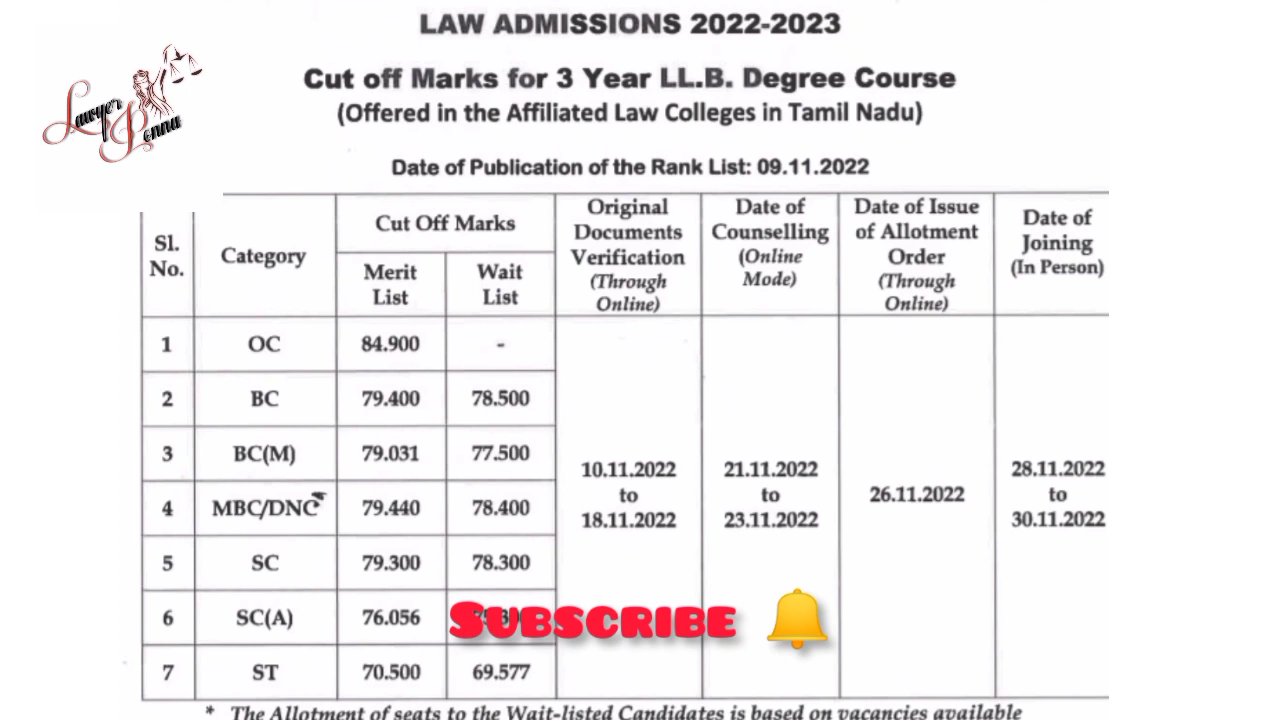 LAW ADMISSIONS 2022-2023
Cut off Marks for 3 Year LL.B. Degree Course
(Offered in the Affiliated Law Colleges in Tamil Nadu)
Lawyer
Penna
Date of Publication of the Rank List: 09.11.2022
Sl. No.
Category
Cut Off Marks
Merit List
Wait List
Original Documents Verification (Through Online)
Date of Counselling (Online Mode)
Date of Issue of Allotment Order (Through Online)
Date of Joining (In Person)
1 OC 84.900 -
2 BC 79.400 78.500
3 BC(M) 79.031 77.500
4 MBC/DNC 79.440 78.400
5 SC 79.300 78.300
6 SC(A) 76.056
7 ST 70.500 69.577
10.11.2022 to 18.11.2022
21.11.2022 to 23.11.2022
26.11.2022
28.11.2022 to 30.11.2022
SUBSCRIBE
* The Allotment of seats to the Wait-listed Candidates is based on vacancies available